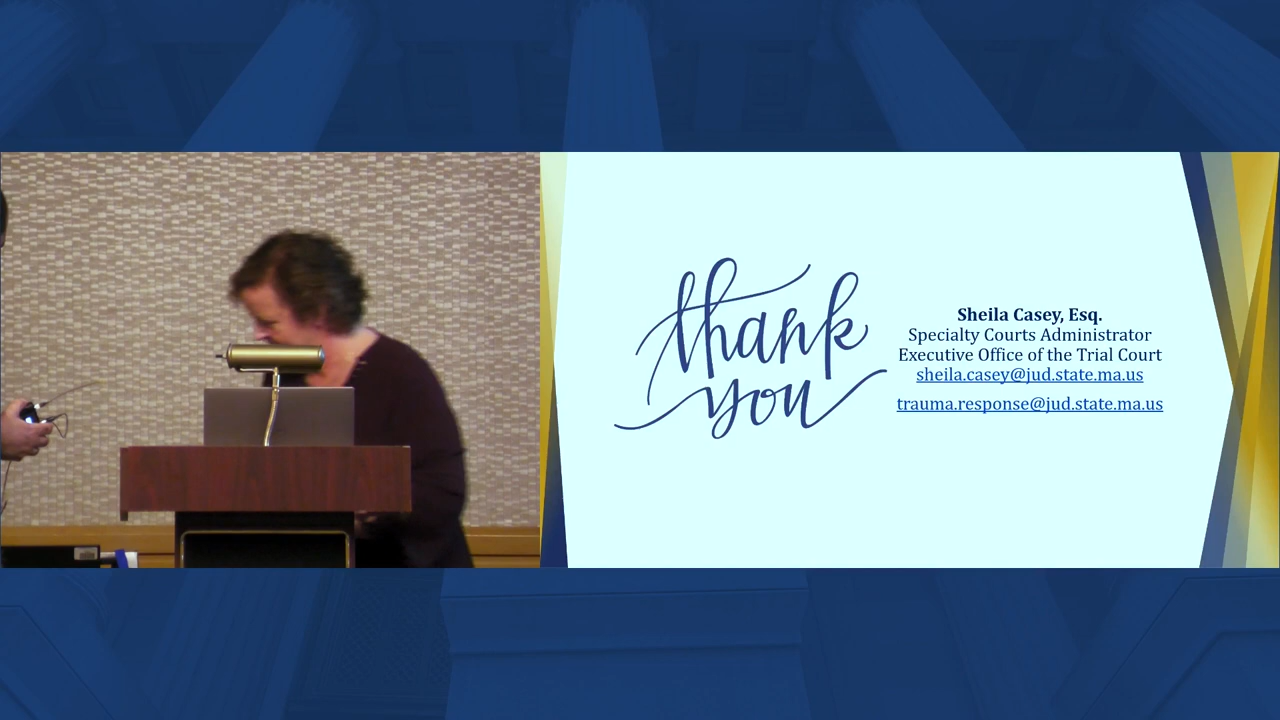 thank
you
Sheila Casey, Esq.
Specialty Courts Administrator
Executive Office of the Trial Court
sheila.casey@jud.state.ma.us
trauma.response@jud.state.ma.us